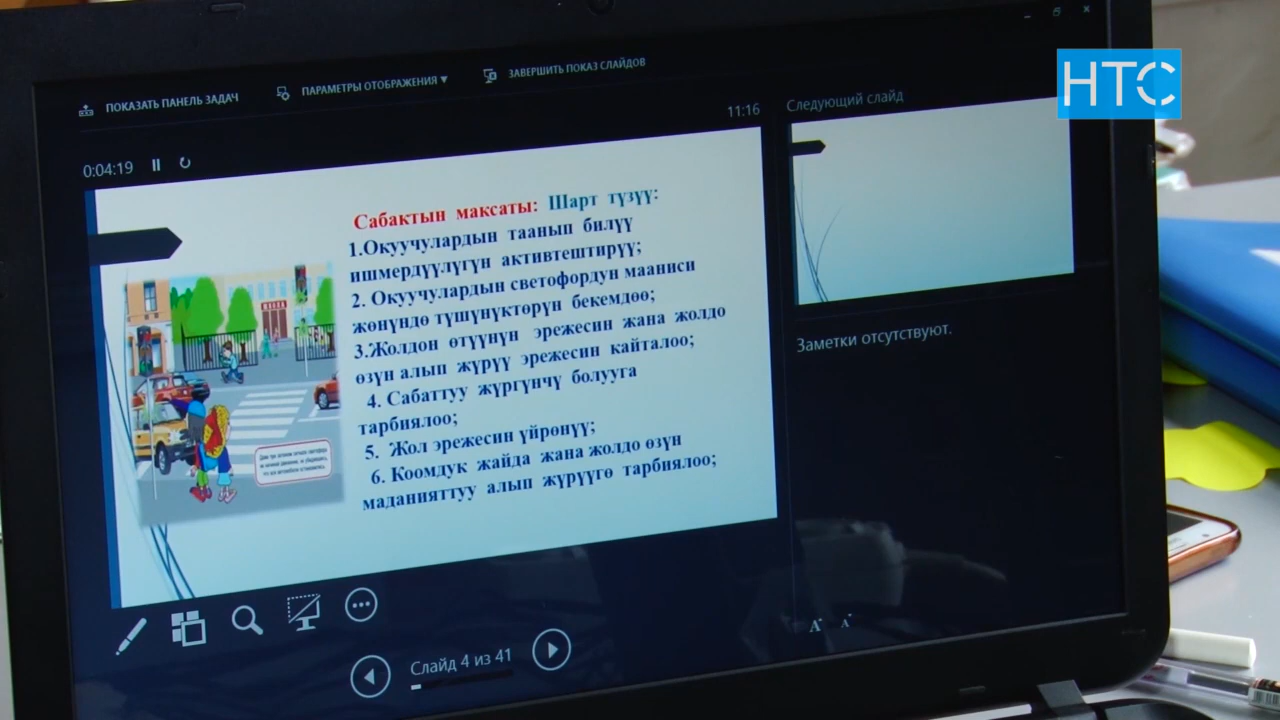 НТС
ПОКАЗАТЬ ПАНЕЛЬ ЗАДАЧ
ПАРАМЕТРЫ ОТОБРАЖЕНИЯ ▼
ЗАВЕРШИТЬ ПОКАЗ СЛАЙДОВ
0:04:19
11:16
Следующий слайд
Сабактын максаты: Шарт түзүү:
1.Окуучулардын таанып билүү
ишмердүүлүгүн активтештирүү;
2. Окуучулардын светофордун мааниси
жөнүндө түшүнүктөрүн бекемдөө;
3.Жолдон өтүүнүн эрежесин жана жолдо
өзүн алып жүрүү эрежесин кайталоо;
4. Сабаттуу жүргүнчү болууга
тарбиялоо;
5. Жол эрежесин үйрөнүү;
6. Коомдук жайда жана жолдо өзүн
маданияттуу алып жүрүүгө тарбиялоо;
Заметки отсутствуют.
A A
Слайд 4 из 41